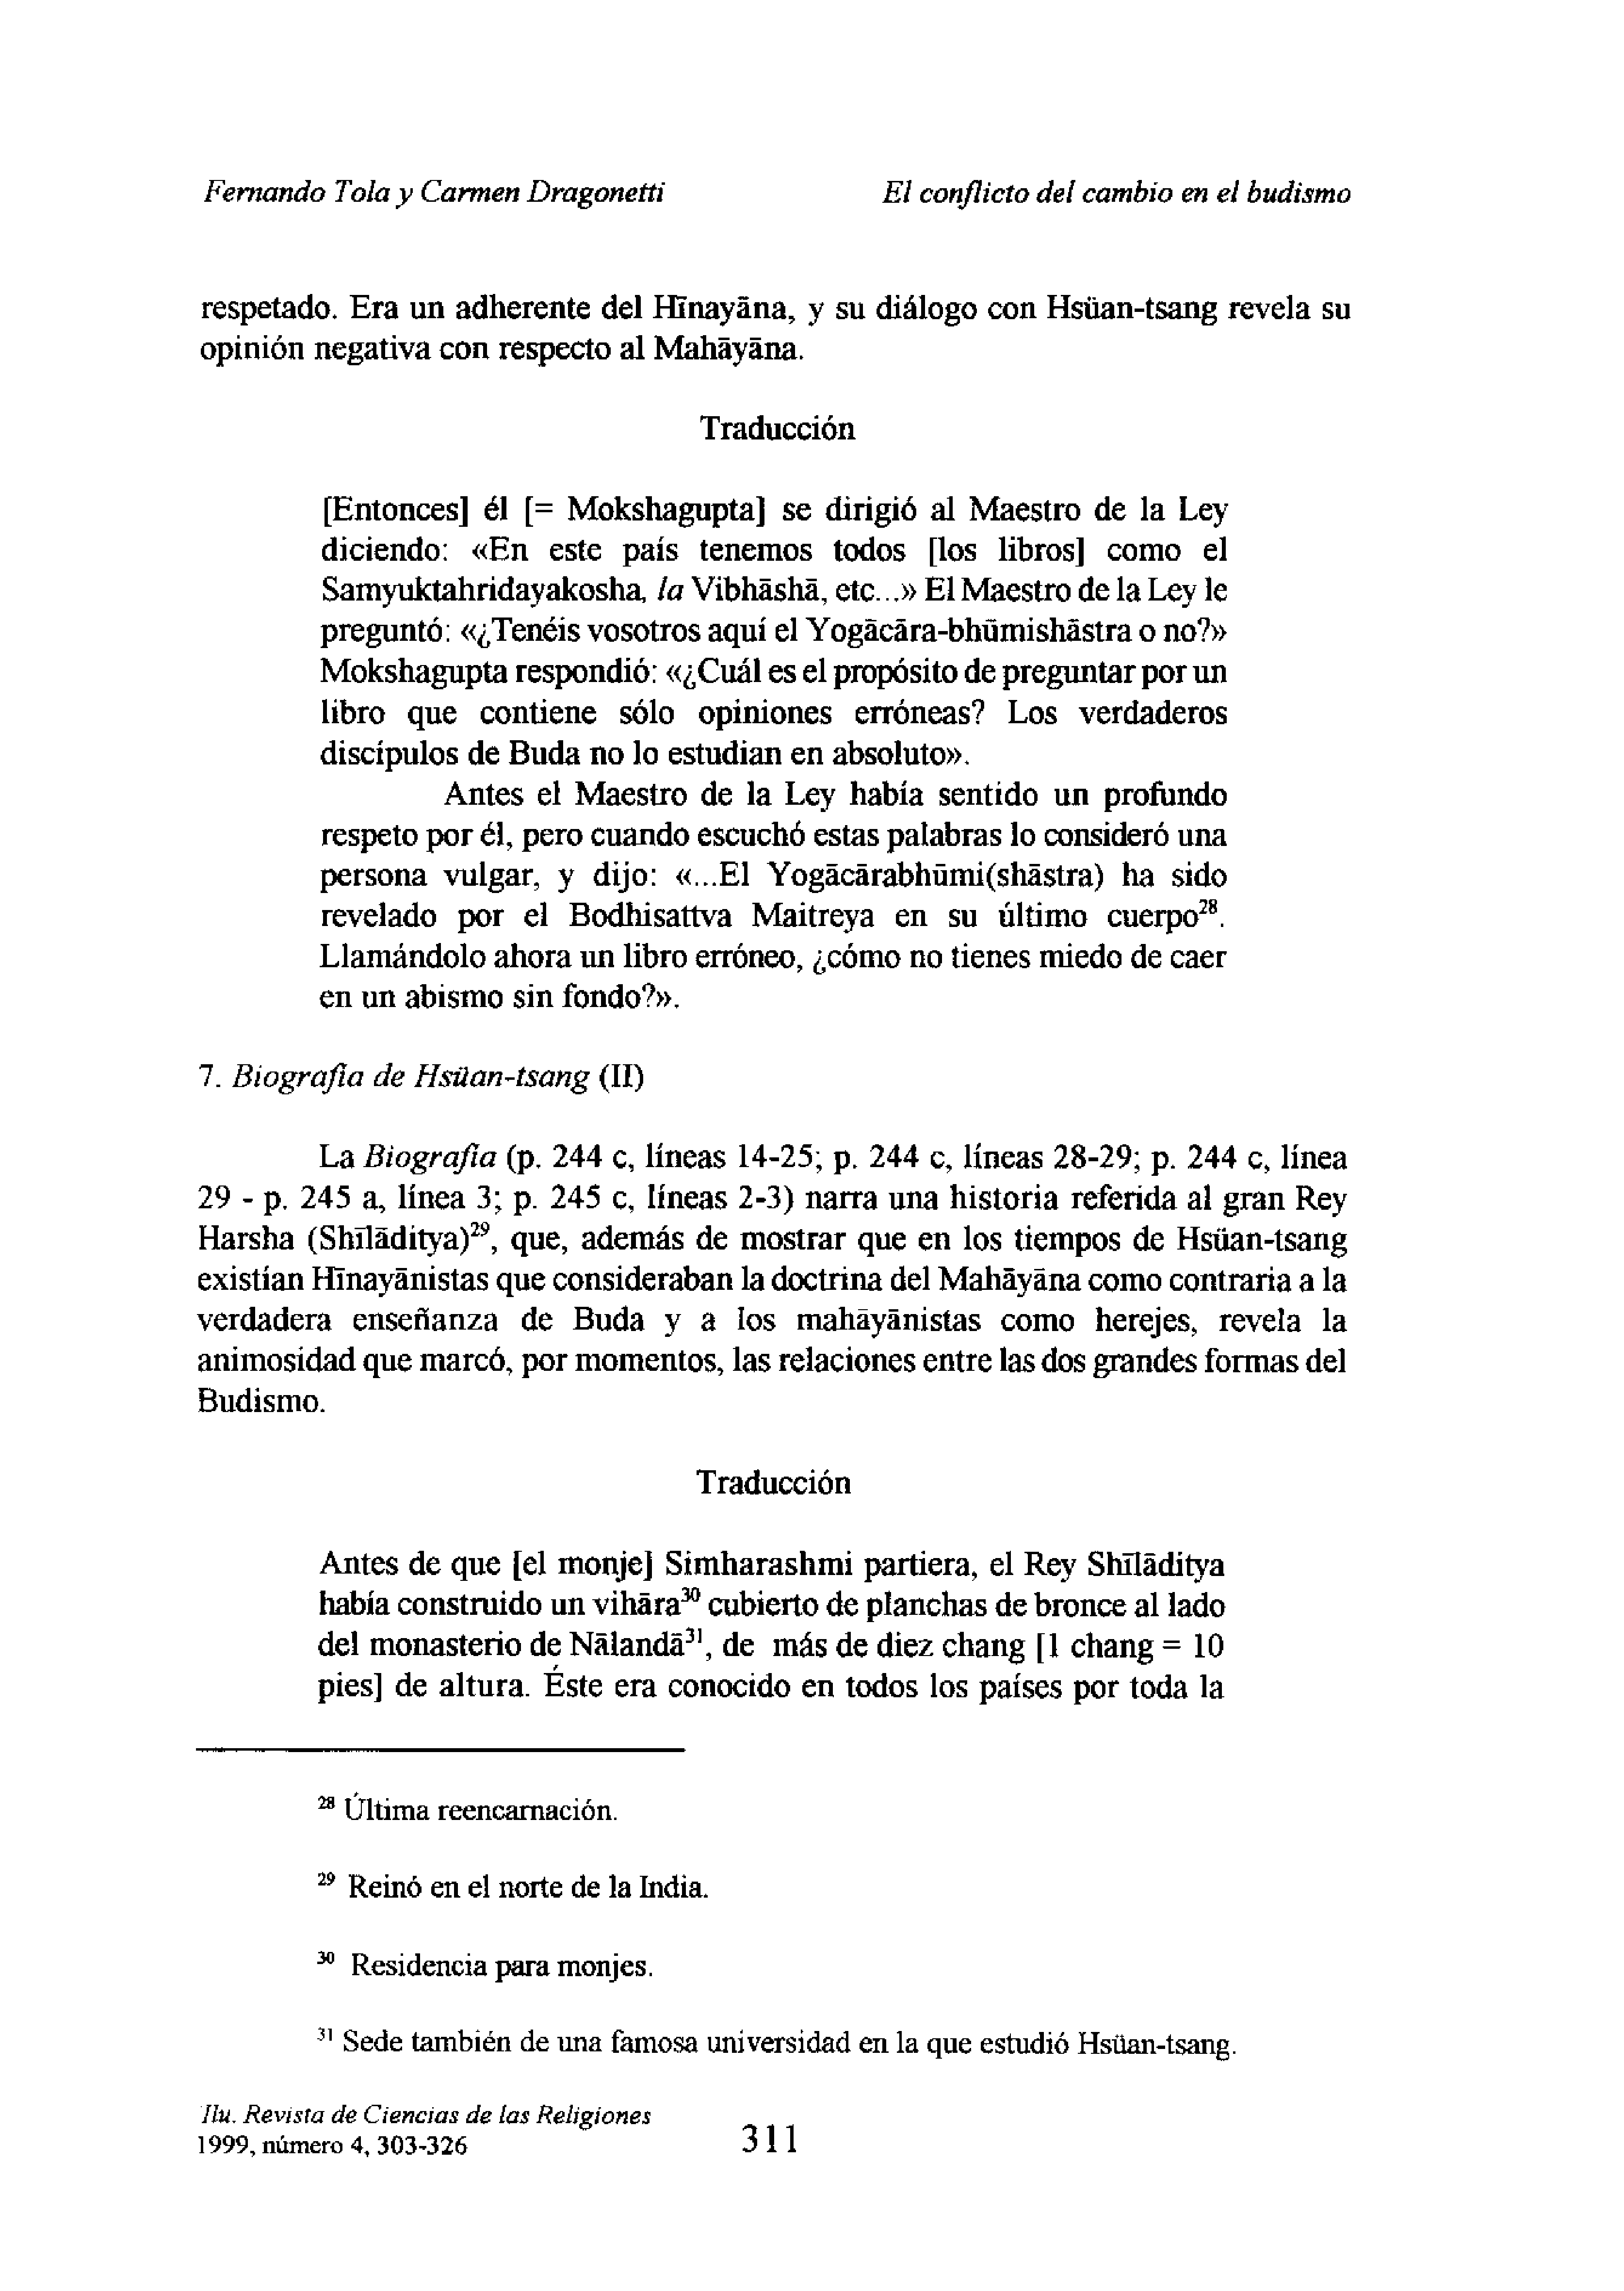 Fernando Tola y Carmen Dragonetti El conflicto del cambio en el budismo
respetado. Era un adherente del Hīnayāna, y su diálogo con Hsüan-tsang revela su
opinión negativa con respecto al Mahāyāna.
Traducción
[Entonces] él [= Mokshagupta] se dirigió al Maestro de la Ley
diciendo: «En este país tenemos todos [los libros] como el
Samyuktahridayakosha, la Vibhāshā, etc...» El Maestro de la Ley le
preguntó: «¿Tenéis vosotros aquí el Yogācāra-bhūmishāstra o no?»
Mokshagupta respondió: «¿Cuál es el propósito de preguntar por un
libro que contiene sólo opiniones erróneas? Los verdaderos
discípulos de Buda no lo estudian en absoluto».
Antes el Maestro de la Ley había sentido un profundo
respeto por él, pero cuando escuchó estas palabras lo consideró una
persona vulgar, y dijo: «...El Yogācārabhūmi(shāstra) ha sido
revelado por el Bodhisattva Maitreya en su último cuerpo²⁸.
Llamándolo ahora un libro erróneo, ¿cómo no tienes miedo de caer
en un abismo sin fondo?».
7. Biografía de Hsüan-tsang (II)
La Biografía (p. 244 c, líneas 14-25; p. 244 c, líneas 28-29; p. 244 c, línea
29 - p. 245 a, línea 3; p. 245 c, líneas 2-3) narra una historia referida al gran Rey
Harsha (Shīlāditya)²⁹, que, además de mostrar que en los tiempos de Hsüan-tsang
existían Hīnayānistas que consideraban la doctrina del Mahāyāna como contraria a la
verdadera enseñanza de Buda y a los mahāyānistas como herejes, revela la
animosidad que marcó, por momentos, las relaciones entre las dos grandes formas del
Budismo.
Traducción
Antes de que [el monje] Simharashmi partiera, el Rey Shīlāditya
había construido un vihāra³⁰ cubierto de planchas de bronce al lado
del monasterio de Nālandā³¹, de más de diez chang [1 chang = 10
pies] de altura. Éste era conocido en todos los países por toda la
²⁸ Última reencarnación.
²⁹ Reinó en el norte de la India.
³⁰ Residencia para monjes.
³¹ Sede también de una famosa universidad en la que estudió Hsüan-tsang.
Ilu. Revista de Ciencias de las Religiones
1999, número 4, 303-326 311